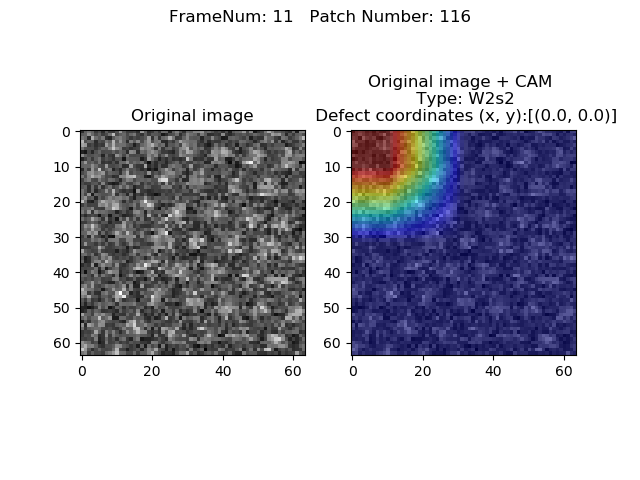 FrameNum: 11   Patch Number: 116
Original image
0
10
20
30
40
50
60
0 20 40 60
Original image + CAM
Type: W2s2
Defect coordinates (x, y):[(0.0, 0.0)]
0
10
20
30
40
50
60
0 20 40 60